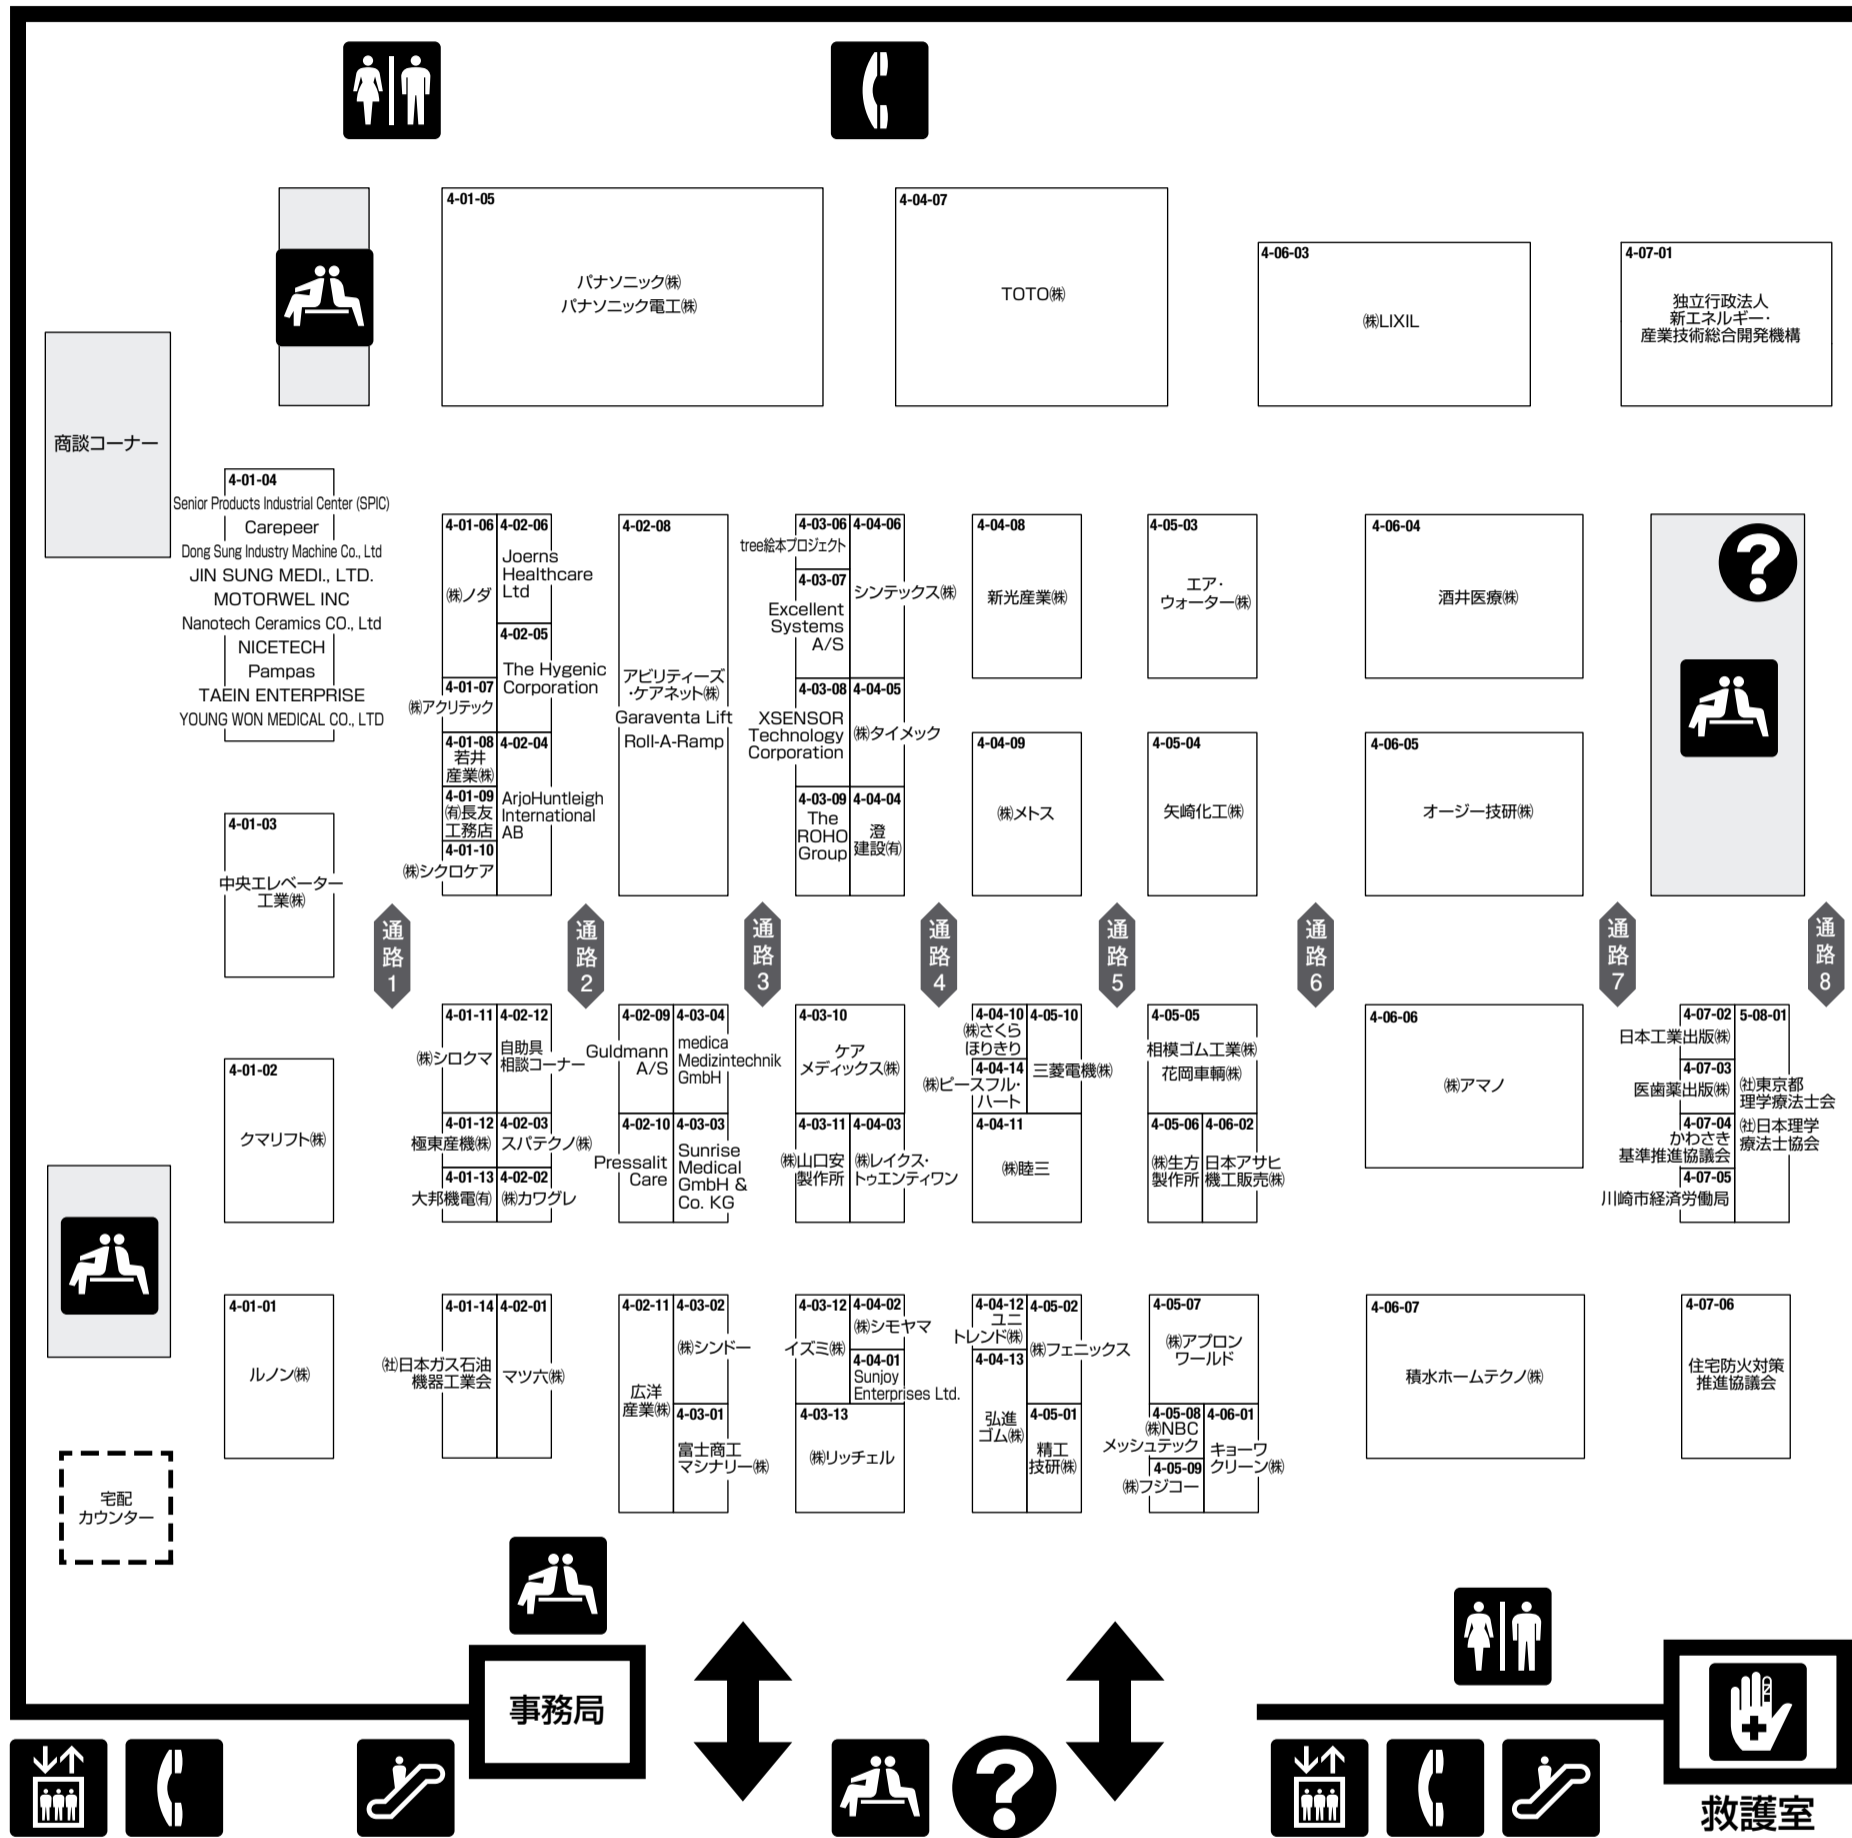 4-01-05
パナソニック㈱
パナソニック電工㈱
4-04-07
TOTO㈱
4-06-03
㈱LIXIL
4-07-01
独立行政法人
新エネルギー・
産業技術総合開発機構
商談コーナー
4-01-04
Senior Products Industrial Center (SPIC)
Carepeer
Dong Sung Industry Machine Co., Ltd
JIN SUNG MEDI., LTD.
MOTORWEL INC
Nanotech Ceramics CO., Ltd
NICETECH
Pampas
TAEIN ENTERPRISE
YOUNG WON MEDICAL CO., LTD
4-01-06
㈱ノダ
4-02-06
Joerns
Healthcare
Ltd
4-02-05
The Hygenic
Corporation
4-01-07
㈱アクリテック
4-01-08
若井
産業㈱
4-02-04
ArjoHuntleigh
International
AB
4-01-09
㈲長友
工務店
4-01-10
㈱シクロケア
4-02-08
アビリティーズ
・ケアネット㈱
Garaventa Lift
Roll-A-Ramp
4-03-06
tree絵本プロジェクト
4-04-06
シンテックス㈱
4-03-07
Excellent
Systems
A/S
4-03-08
XSENSOR
Technology
Corporation
4-04-05
㈱タイメック
4-03-09
The
ROHO
Group
4-04-04
澄
建設㈲
4-04-08
新光産業㈱
4-04-09
㈱メトス
4-05-03
エア・
ウォーター㈱
4-05-04
矢崎化工㈱
4-06-04
酒井医療㈱
4-06-05
オージー技研㈱
?
4-01-03
中央エレベーター
工業㈱
通路1
通路2
通路3
通路4
通路5
通路6
通路7
通路8
4-01-02
クマリフト㈱
4-01-11
㈱シロクマ
4-02-12
自助具
相談コーナー
4-01-12
極東産機㈱
4-02-03
スパテクノ㈱
4-01-13
大邦機電㈲
4-02-02
㈱カワグレ
4-02-09
Guldmann
A/S
4-03-04
medica
Medizintechnik
GmbH
4-02-10
Pressalit
Care
4-03-03
Sunrise
Medical
GmbH &
Co. KG
4-03-10
ケア
メディックス㈱
4-03-11
㈱山口安
製作所
4-04-03
㈱レイクス・
トゥエンティワン
4-04-10
㈱さくら
ほりきり
4-04-14
㈱ピースフル・
ハート
4-05-10
三菱電機㈱
4-04-11
㈱睦三
4-05-05
相模ゴム工業㈱
花岡車輌㈱
4-05-06
㈱生方
製作所
4-06-02
日本アサヒ
機工販売㈱
4-06-06
㈱アマノ
4-07-02
日本工業出版㈱
4-07-03
医歯薬出版㈱
4-07-04
かわさき
基準推進協議会
4-07-05
川崎市経済労働局
5-08-01
㈳東京都
理学療法士会
㈳日本理学
療法士協会
4-01-01
ルノン㈱
4-01-14
㈳日本ガス石油
機器工業会
4-02-01
マツ六㈱
4-02-11
広洋
産業㈱
4-03-02
㈱シンドー
4-03-01
富士商工
マシナリー㈱
4-03-12
イズミ㈱
4-04-02
㈱シモヤマ
4-04-01
Sunjoy
Enterprises Ltd.
4-03-13
㈱リッチェル
4-04-12
ユニ
トレンド㈱
4-04-13
弘進
ゴム㈱
4-05-02
㈱フェニックス
4-05-01
精工
技研㈱
4-05-07
㈱アプロン
ワールド
4-05-08
㈱NBC
メッシュテック
4-05-09
㈱フジコー
4-06-01
キョーワ
クリーン㈱
4-06-07
積水ホームテクノ㈱
4-07-06
住宅防火対策
推進協議会
宅配
カウンター
事務局
?
救護室